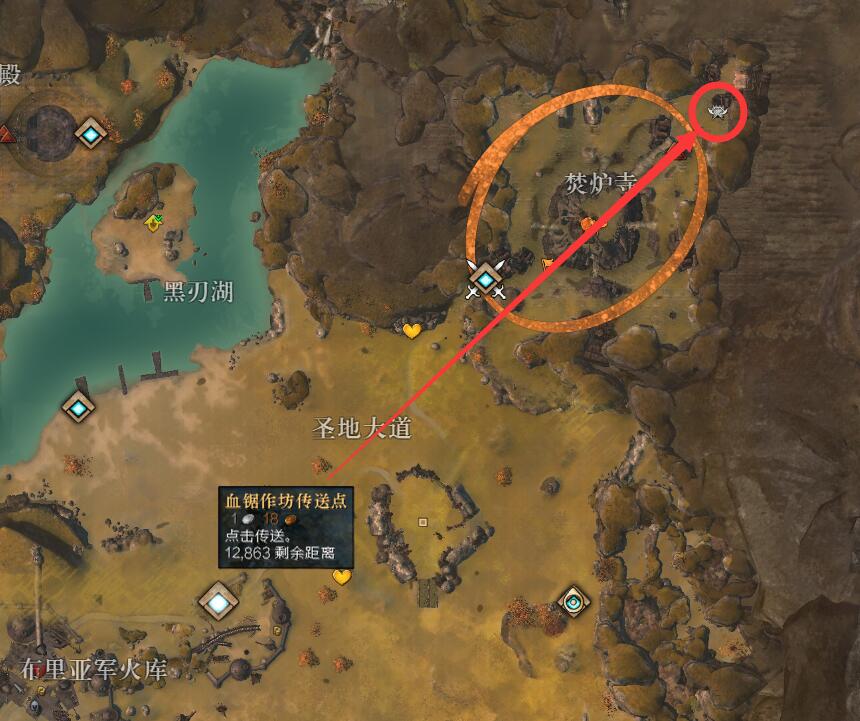 殿
焚炉寺
黑刃湖
圣地大道
血锯作坊传送点
1 18
点击传送。
12,863 剩余距离
布里亚军火库